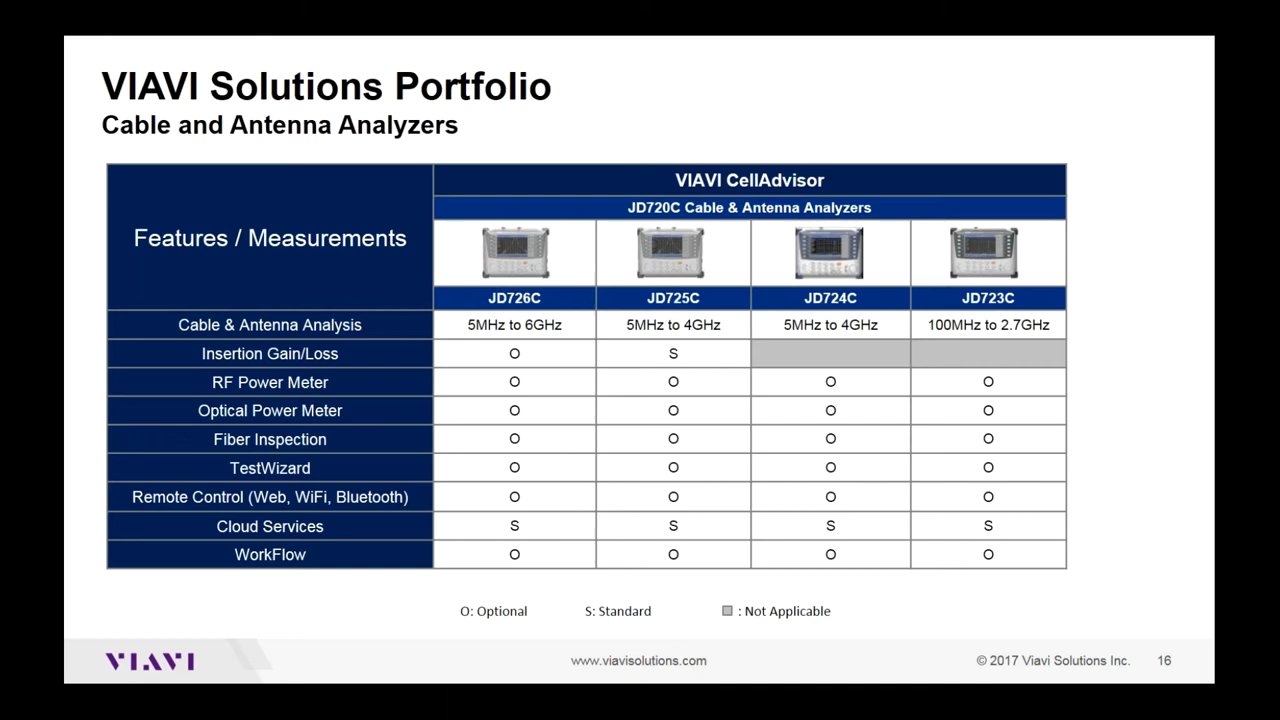 VIAVI Solutions Portfolio
Cable and Antenna Analyzers
Features / Measurements
VIAVI CellAdvisor
JD720C Cable & Antenna Analyzers
JD726C JD725C JD724C JD723C
Cable & Antenna Analysis 5MHz to 6GHz 5MHz to 4GHz 5MHz to 4GHz 100MHz to 2.7GHz
Insertion Gain/Loss O S
RF Power Meter O O O O
Optical Power Meter O O O O
Fiber Inspection O O O O
TestWizard O O O O
Remote Control (Web, WiFi, Bluetooth) O O O O
Cloud Services S S S S
WorkFlow O O O O
O: Optional S: Standard : Not Applicable
VIAVI www.viavisolutions.com © 2017 Viavi Solutions Inc. 16